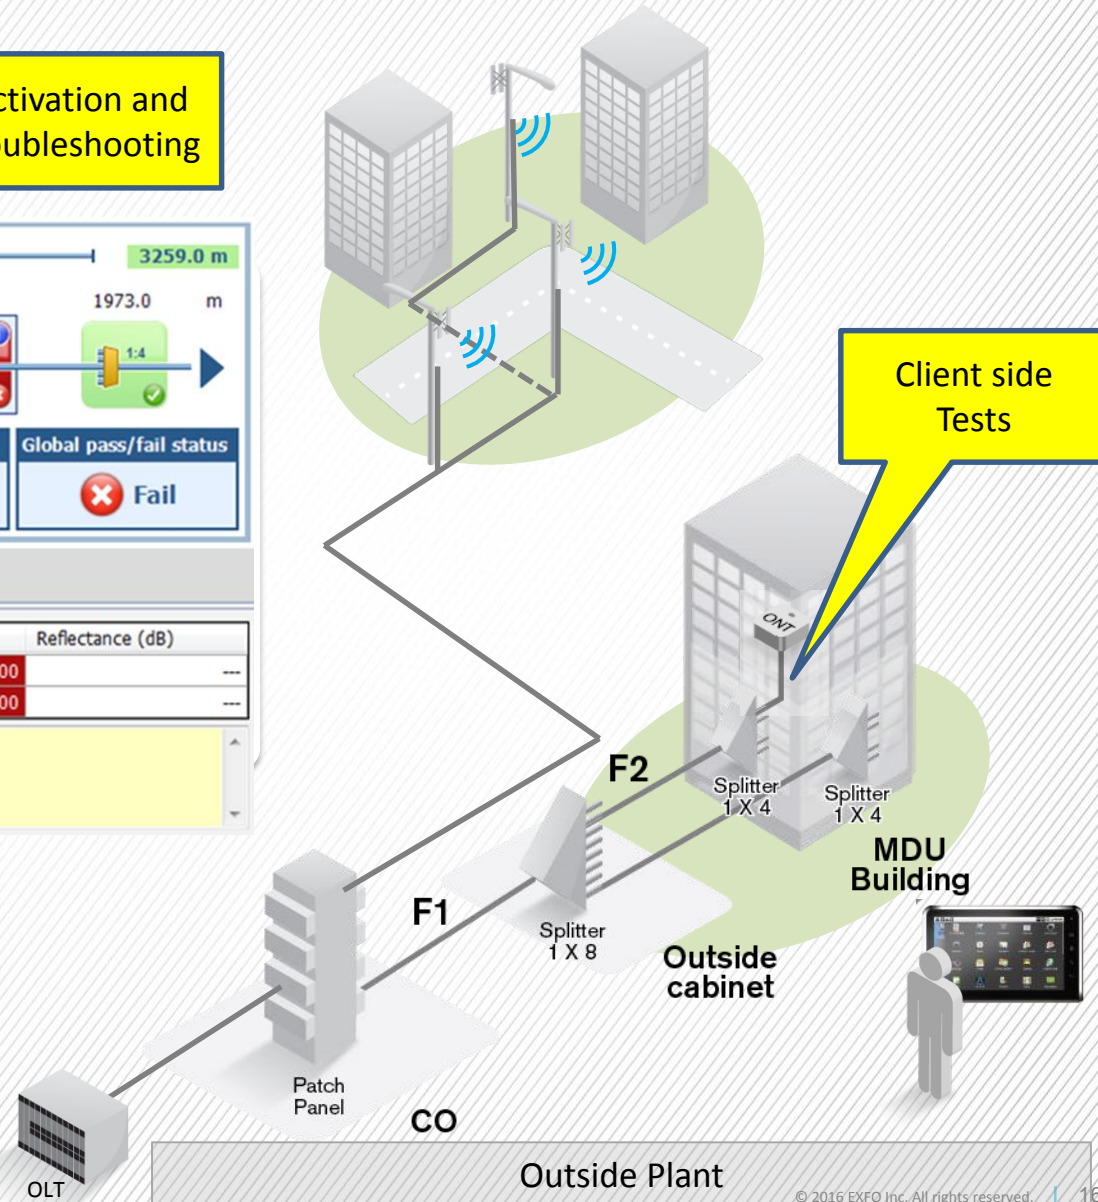 ctivation and
oubleshooting
3259.0 m
1973.0 m
1:4
Global pass/fail status
Fail
Reflectance (dB)
00 ---
00 ---
Client side
Tests
ONT
F2
Splitter
1 X 4
Splitter
1 X 4
MDU
Building
F1
Splitter
1 X 8
Outside
cabinet
Patch
Panel
CO
OLT
Outside Plant
© 2016 EXFO Inc. All rights reserved. | 16